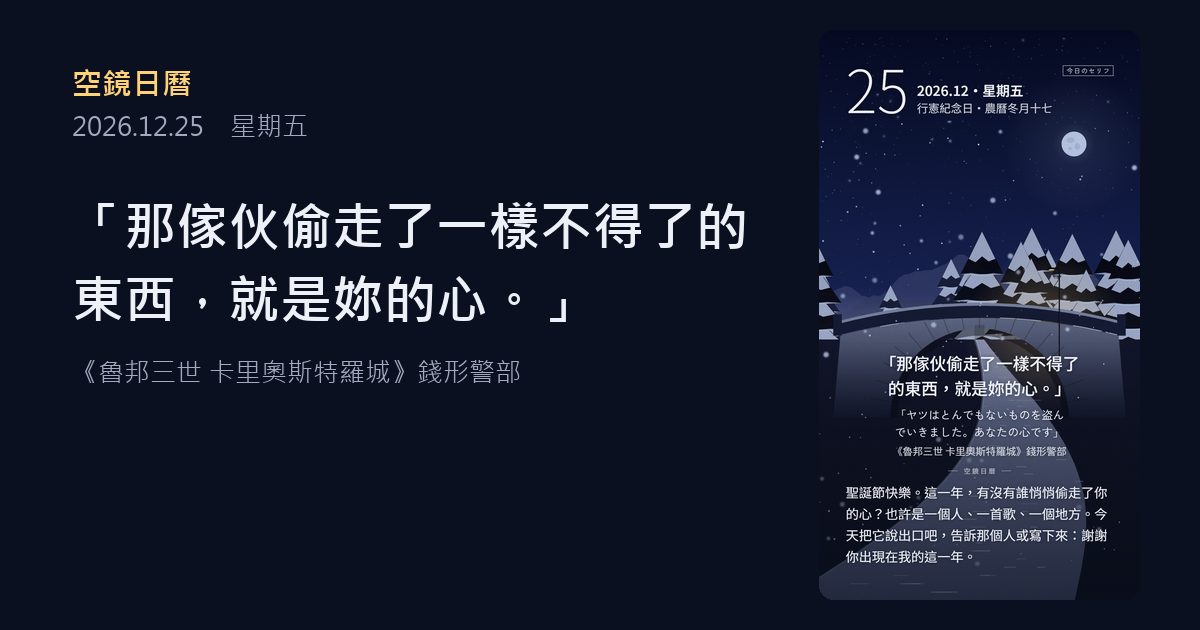 空鏡日曆
2026.12.25 星期五
「那傢伙偷走了一樣不得了的
東西，就是妳的心。」
《魯邦三世 卡里奧斯特羅城》錢形警部
今日のセリフ
25
2026.12・星期五
行憲紀念日・農曆冬月十七
「那傢伙偷走了一樣不得了
的東西，就是妳的心。」
「ヤツはとんでもないものを盗ん
でいきました。あなたの心です」
《魯邦三世 卡里奧斯特羅城》錢形警部
— 空鏡日曆 —
聖誕節快樂。這一年，有沒有誰悄悄偷走了你
的心？也許是一個人、一首歌、一個地方。今
天把它說出口吧，告訴那個人或寫下來：謝謝
你出現在我的這一年。